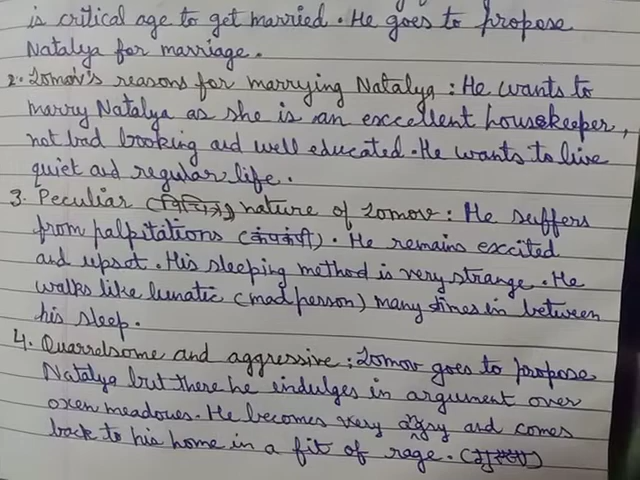 is critical age to get married. He goes to propose
Natalya for marriage.
2. Lomov's reasons for marrying Natalya : He wants to
marry Natalya as she is an excellent housekeeper,
not bad looking and well educated. He wants to live
quiet and regular life.
3. Peculiar (विचित्र) nature of Lomov : He suffers
from palpitations (कंपकंपी). He remains excited
and upset. His sleeping method is very strange. He
walks like lunatic (mad person) many times in between
his sleep.
4. Quarrelsome and aggressive : Lomov goes to propose
Natalya but there he indulges in argument over
oxen meadows. He becomes very angry and comes
back to his home in a fit of rage. (गुस्सा)